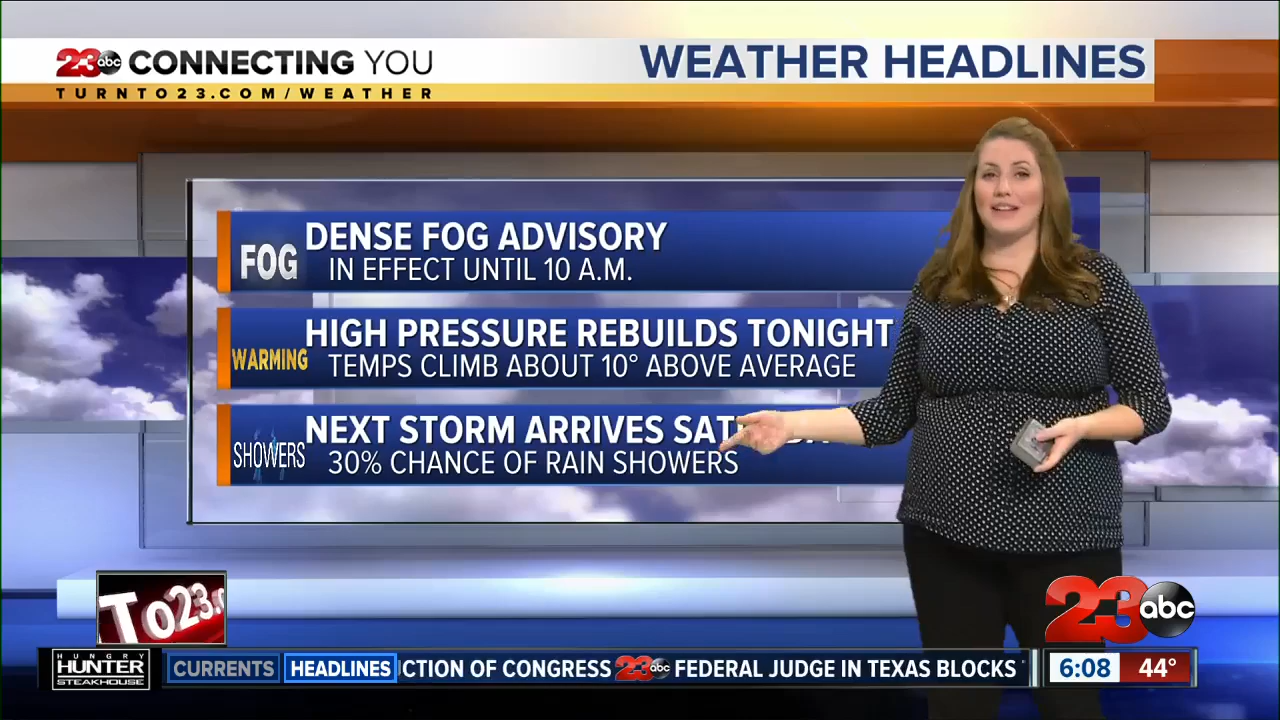 23abc CONNECTING YOU
WEATHER HEADLINES
TURNTO23.COM/WEATHER
FOG
DENSE FOG ADVISORY
IN EFFECT UNTIL 10 A.M.
WARMING
HIGH PRESSURE REBUILDS TONIGHT
TEMPS CLIMB ABOUT 10° ABOVE AVERAGE
SHOWERS
NEXT STORM ARRIVES
30% CHANCE OF RAIN SHOWERS
To23.
23abc
HUNGRY
HUNTER
STEAKHOUSE
CURRENTS
HEADLINES
CTION OF CONGRESS 23abc FEDERAL JUDGE IN TEXAS BLOCKS
6:08
44°